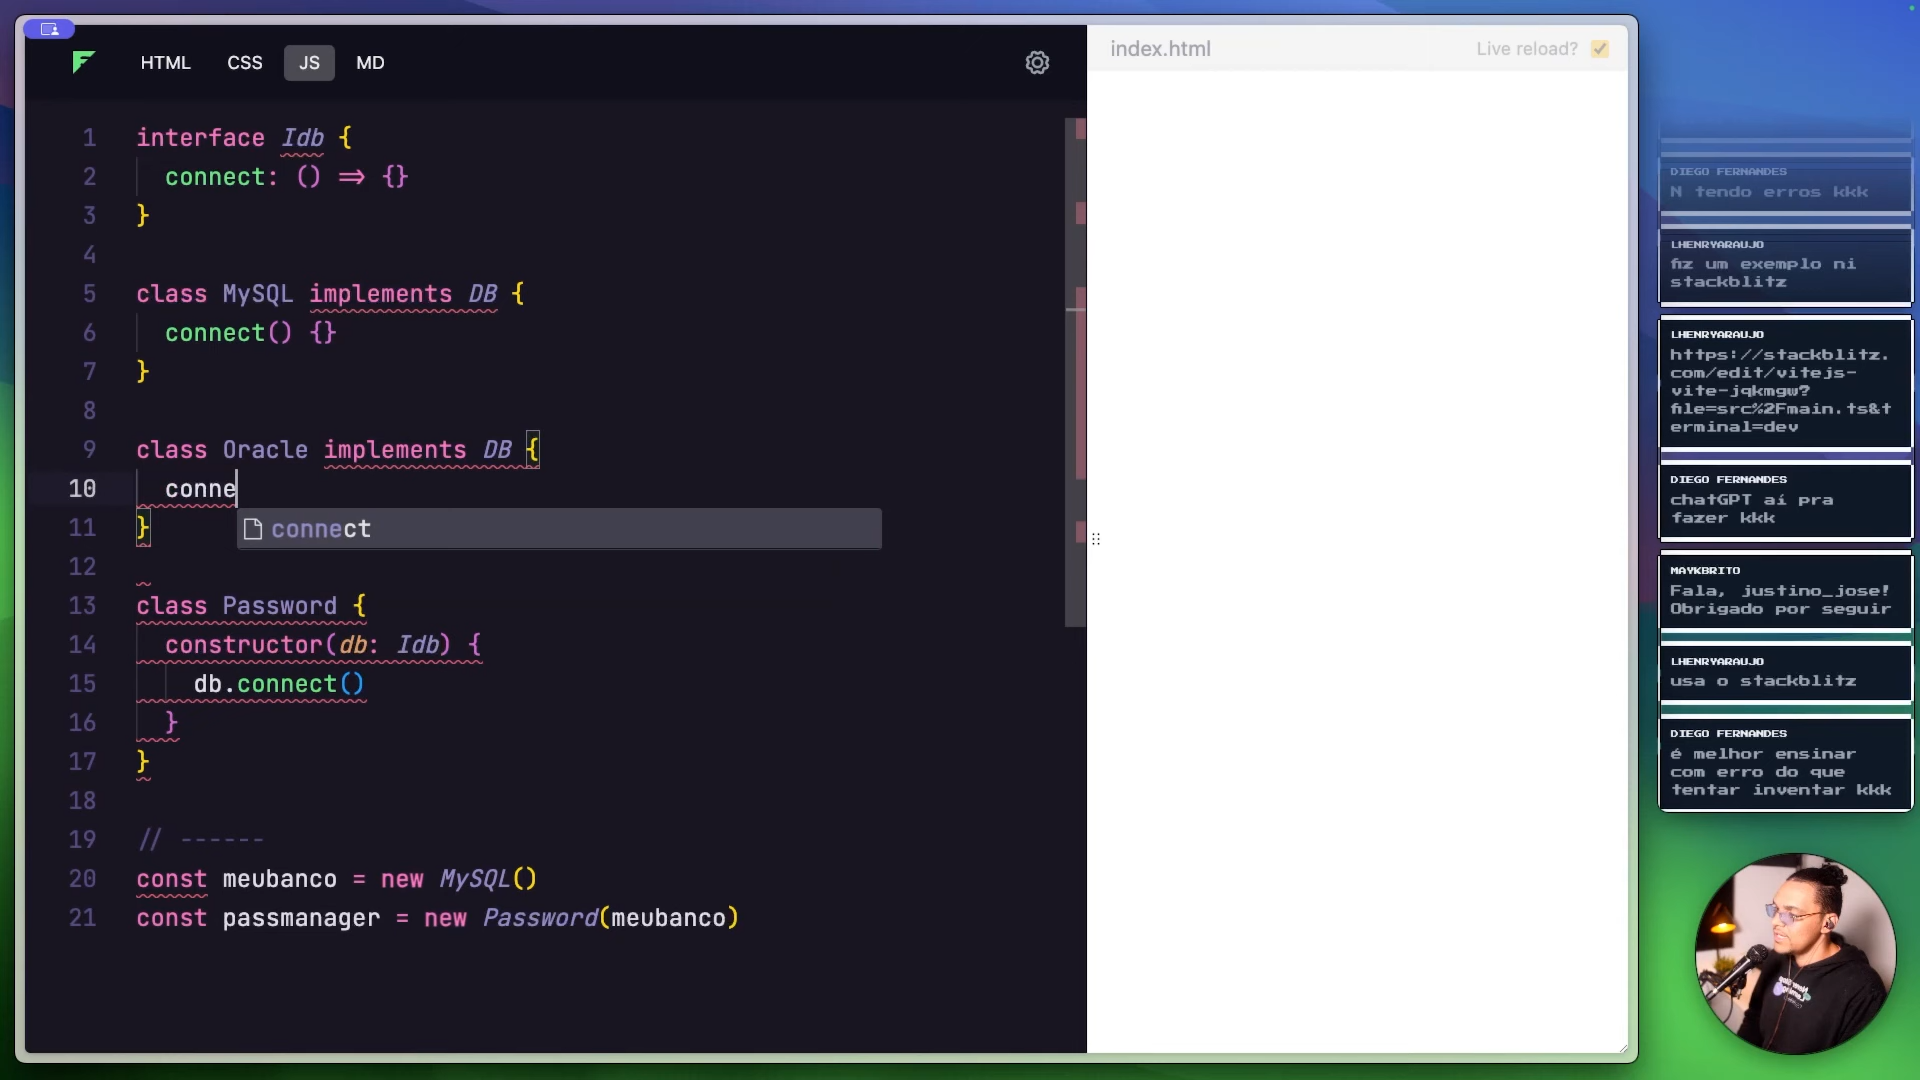 HTML CSS JS MD
1 interface Idb {
2 connect: () => {}
3 }
4
5 class MySQL implements DB {
6 connect() {}
7 }
8
9 class Oracle implements DB {
10 conne
connect
11 }
12
13 class Password {
14 constructor(db: Idb) {
15 db.connect()
16 }
17 }
18
19 // ------
20 const meubanco = new MySQL()
21 const passmanager = new Password(meubanco)
index.html
Live reload?
DIEGO FERNANDES
N tendo erros kkk
LHENRYARAUJO
fiz um exemplo ni
stackblitz
LHENRYARAUJO
https://stackblitz.
com/edit/vitejs-
vite-jqkmgw?
file=src%2Fmain.ts&t
erminal=dev
DIEGO FERNANDES
chatGPT aí pra
fazer kkk
MAYKBRITO
Fala, justino_jose!
Obrigado por seguir
LHENRYARAUJO
usa o stackblitz
DIEGO FERNANDES
é melhor ensinar
com erro do que
tentar inventar kkk